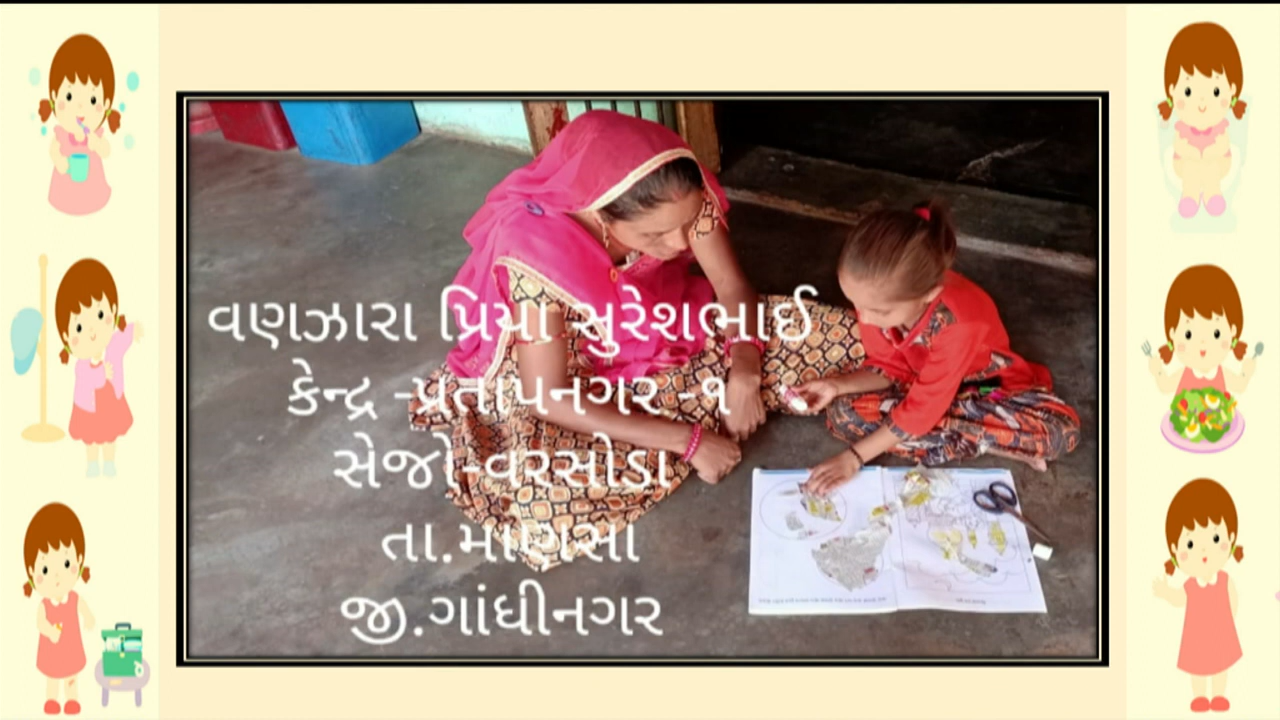 વણઝારા પ્રિયા સુરેશભાઈ
કેન્દ્ર -પ્રતાપનગર -૧
સેજો-વરસોડા
તા.માણસા
જી.ગાંધીનગર